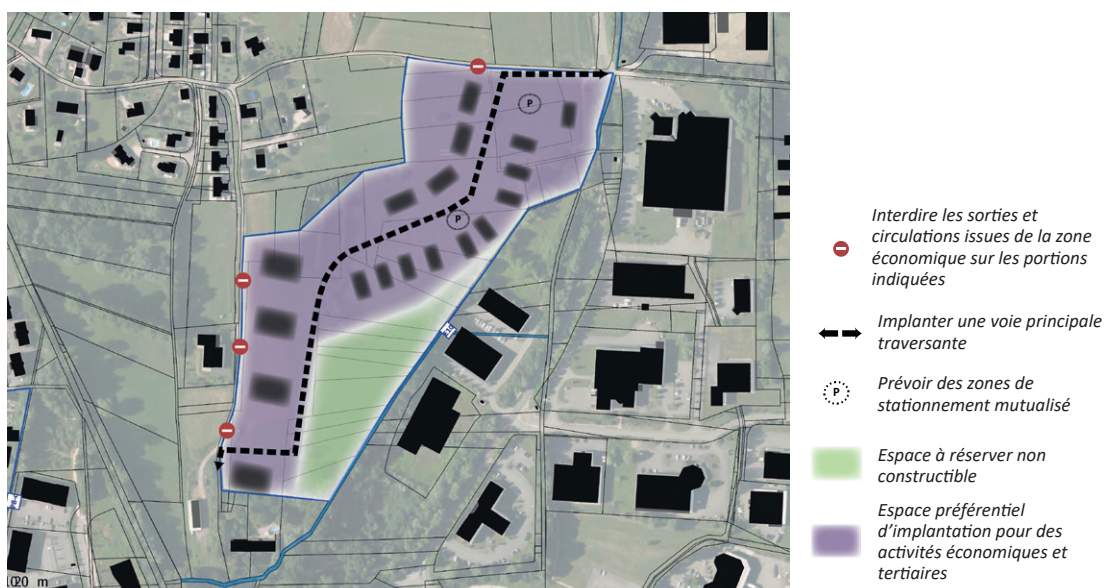 P
P
Interdire les sorties et
circulations issues de la zone
économique sur les portions
indiquées
Implanter une voie principale
traversante
P
Prévoir des zones de
stationnement mutualisé
Espace à réserver non
constructible
Espace préférentiel
d'implantation pour des
activités économiques et
tertiaires
m